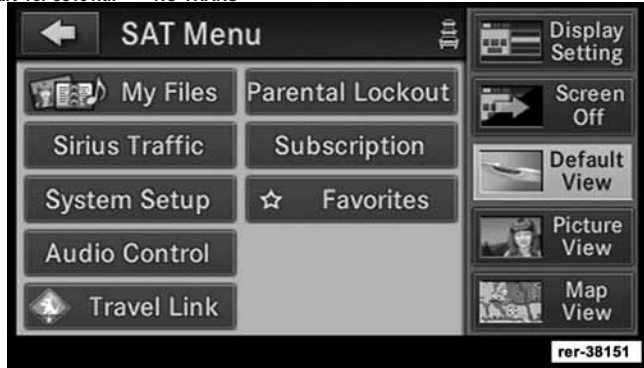 SAT Menu
My Files
Parental Lockout
Sirius Traffic
Subscription
System Setup
Favorites
Audio Control
Travel Link
Display
Setting
Screen
Off
Default
View
Picture
View
Map
View
rer-38151